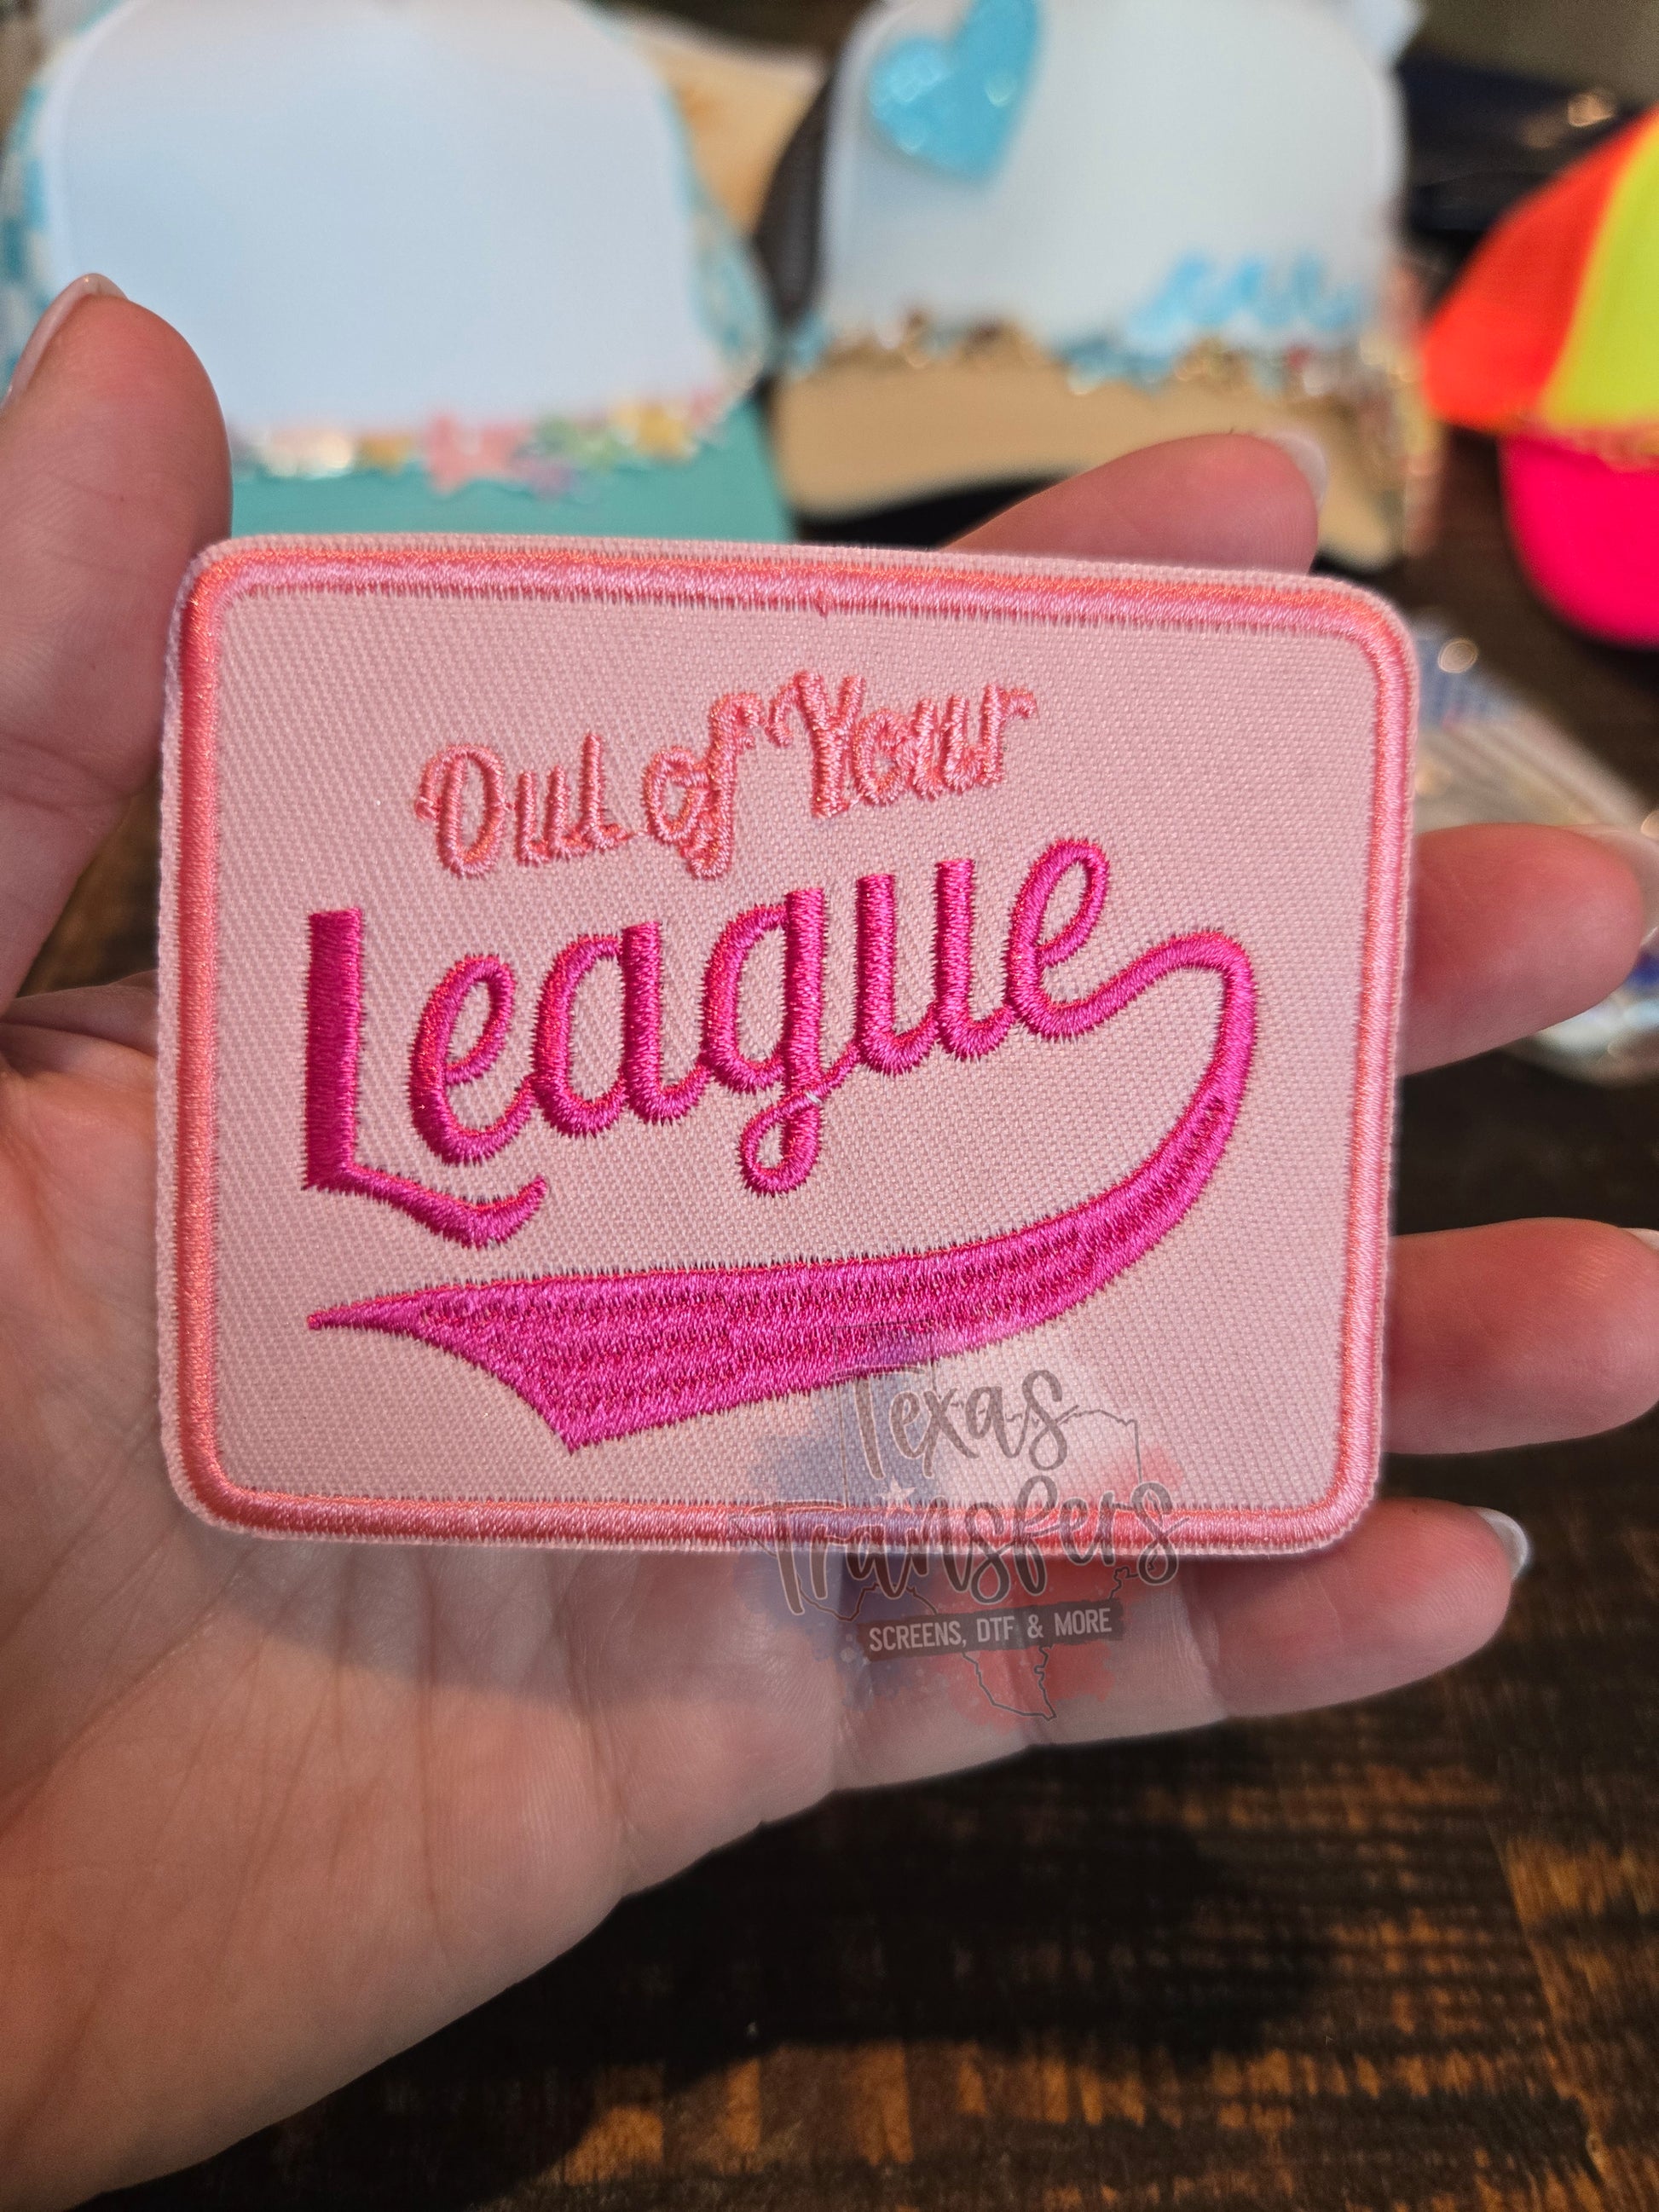 Out of Your
League
Texas
Transfers
SCREENS, DTF & MORE